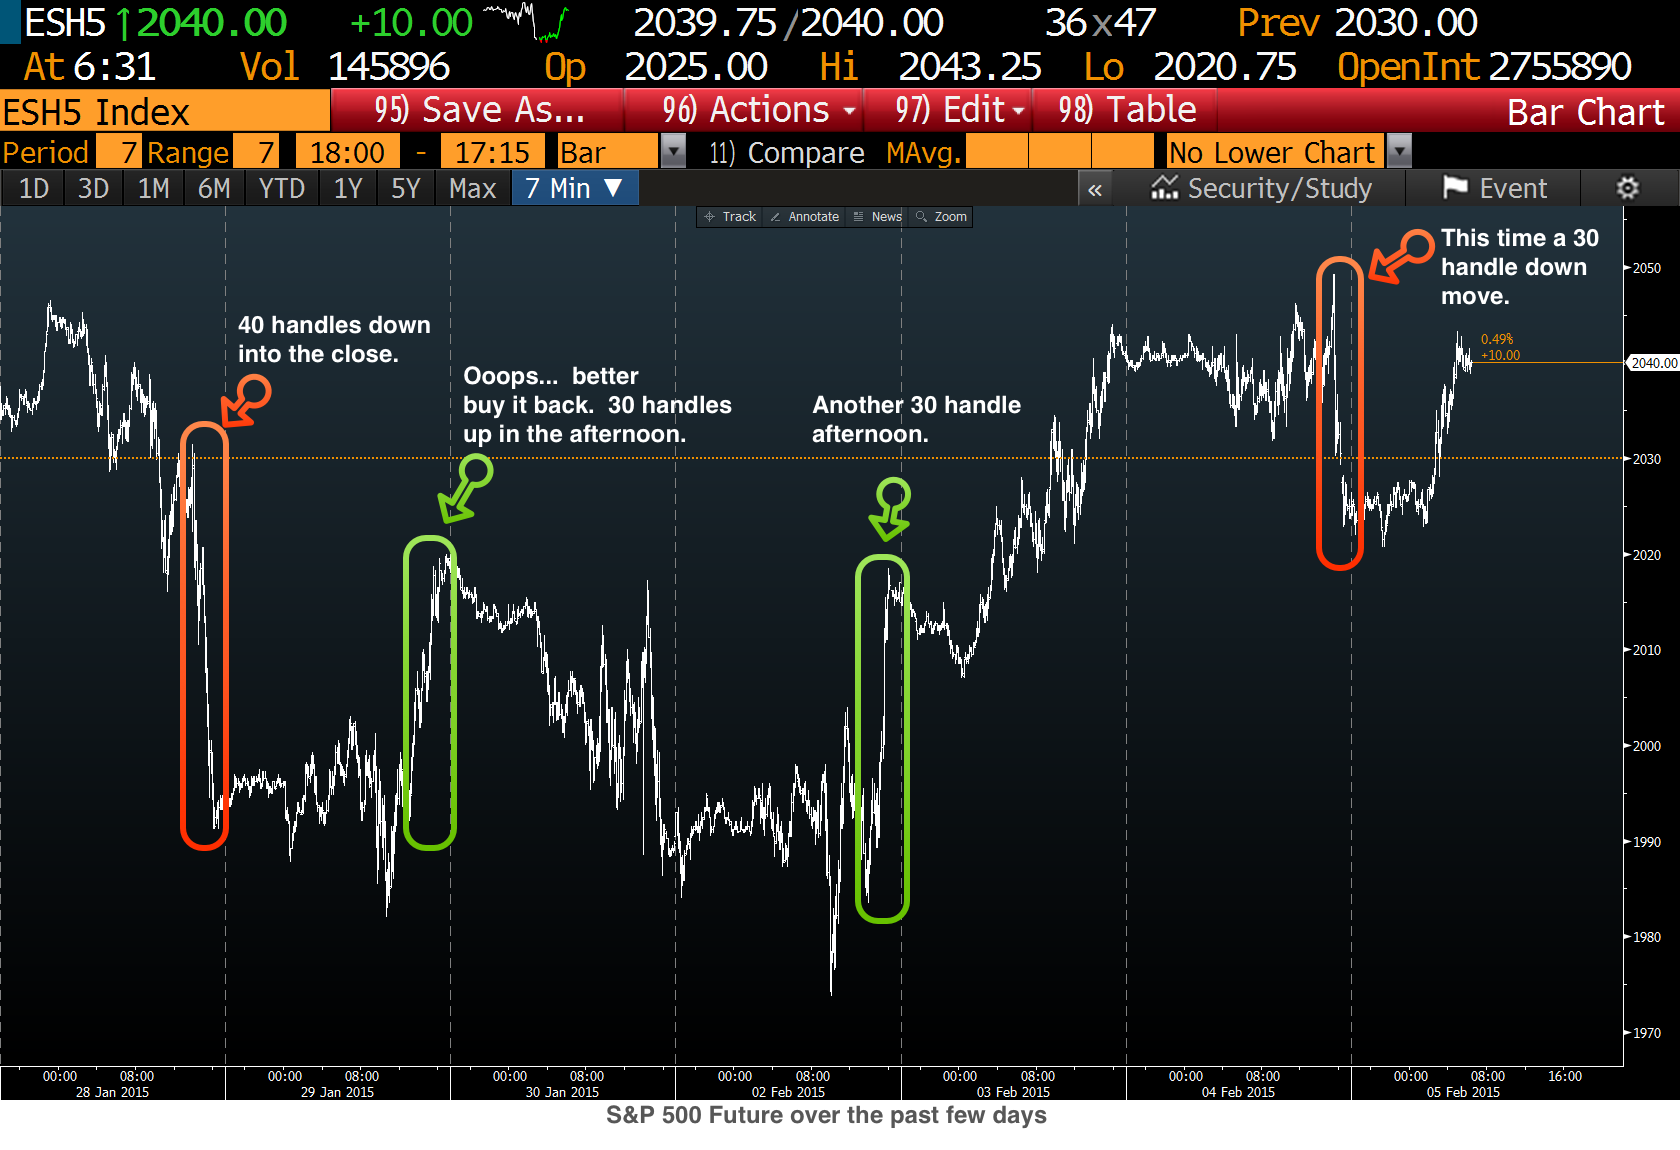 ESH5 ↑2040.00 +10.00 2039.75/2040.00 36x47 Prev 2030.00
At 6:31 Vol 145896 Op 2025.00 Hi 2043.25 Lo 2020.75 OpenInt 2755890
ESH5 Index 95) Save As... 96) Actions 97) Edit 98) Table Bar Chart
Period 7 Range 7 18:00 - 17:15 Bar 11) Compare MAvg. No Lower Chart
1D 3D 1M 6M YTD 1Y 5Y Max 7 Min ▼ « Security/Study Event
Track Annotate News Zoom
This time a 30
handle down
move.
40 handles down
into the close.
Ooops... better
buy it back. 30 handles
up in the afternoon.
Another 30 handle
afternoon.
0.49%
+10.00
2050
2040.00
2030
2020
2010
2000
1990
1980
1970
00:00 08:00 00:00 08:00 00:00 08:00 00:00 08:00 00:00 08:00 00:00 08:00 00:00 08:00 16:00
28 Jan 2015 29 Jan 2015 30 Jan 2015 02 Feb 2015 03 Feb 2015 04 Feb 2015 05 Feb 2015
S&P 500 Future over the past few days